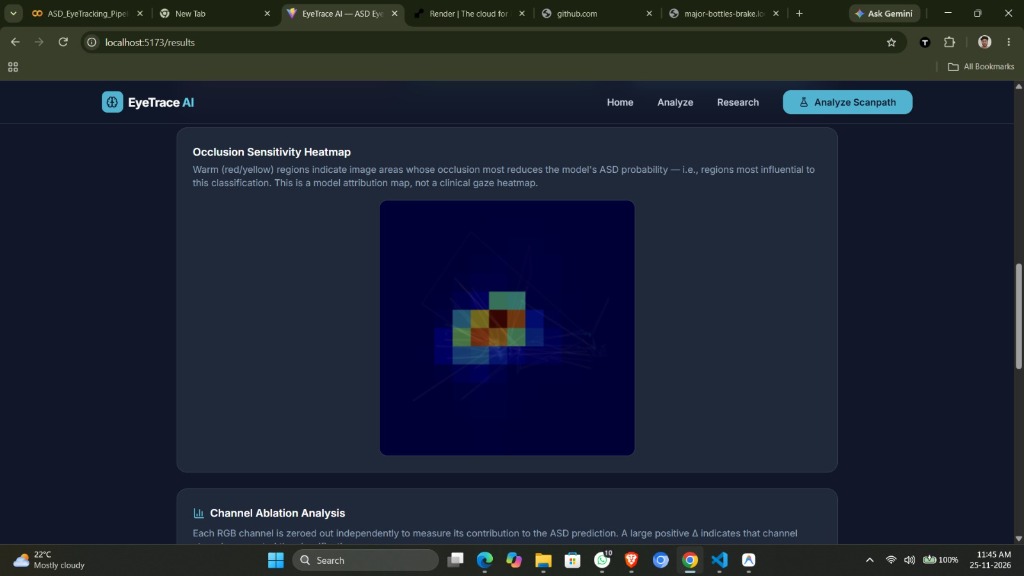 ASD_EyeTracking_Pipel
New Tab
EyeTrace AI — ASD Eye
Render | The cloud for
github.com
major-bottles-brake.lo
Ask Gemini
localhost:5173/results
All Bookmarks
EyeTrace AI
Home
Analyze
Research
Analyze Scanpath
Occlusion Sensitivity Heatmap
Warm (red/yellow) regions indicate image areas whose occlusion most reduces the model's ASD probability — i.e., regions most influential to
this classification. This is a model attribution map, not a clinical gaze heatmap.
Channel Ablation Analysis
Each RGB channel is zeroed out independently to measure its contribution to the ASD prediction. A large positive Δ indicates that channel
22°C
Mostly cloudy
Search
10
100%
11:45 AM
25-11-2026